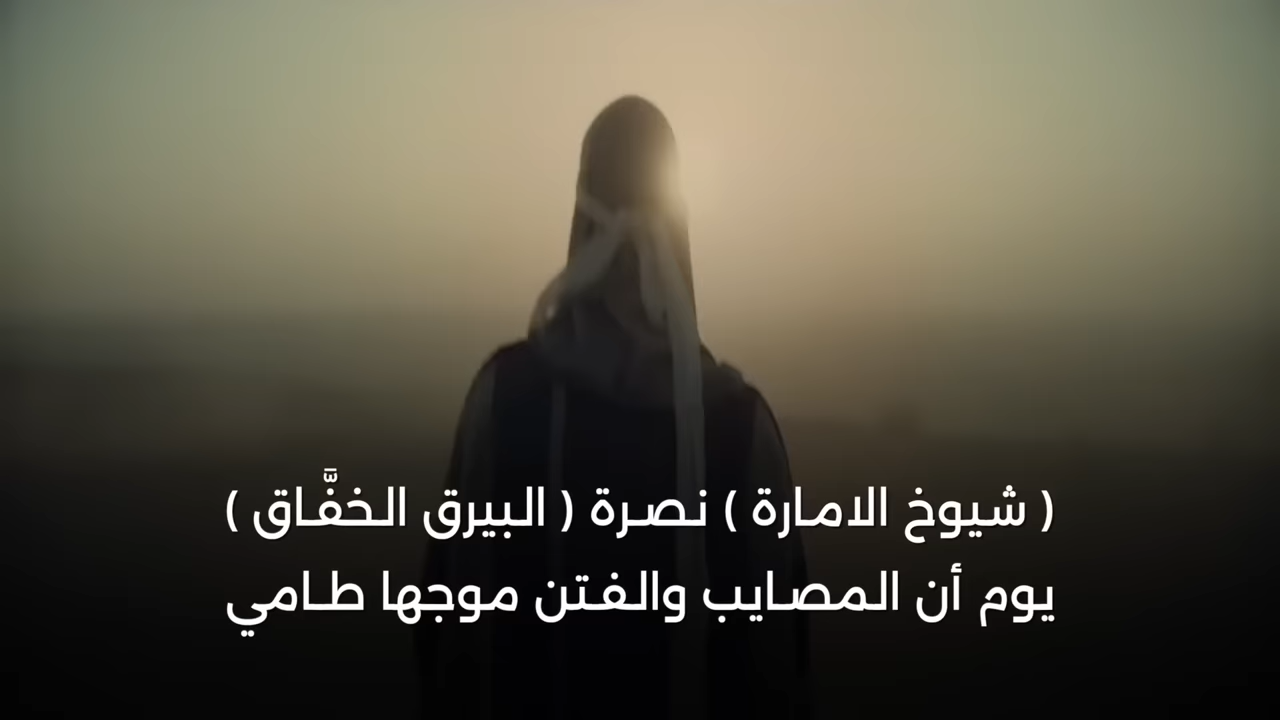 ( شيوخ الامارة ) نصرة ( البيرق الخفَّاق )
يوم أن المصايب والفتن موجها طامي